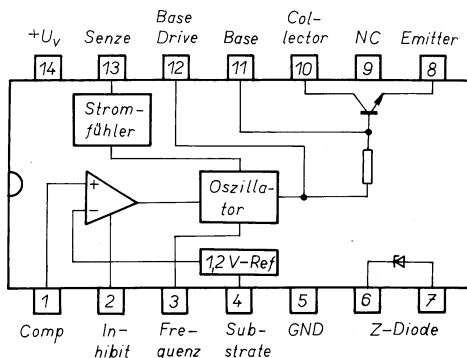 +Uv Senze Base Drive Base Col-lector NC Emitter
14 13 12 11 10 9 8
Strom-
fühler
+
−
Oszilla-
tor
1,2 V-Ref
1 2 3 4 5 6 7
Comp In-hibit Fre-quenz Sub-strate GND Z-Diode